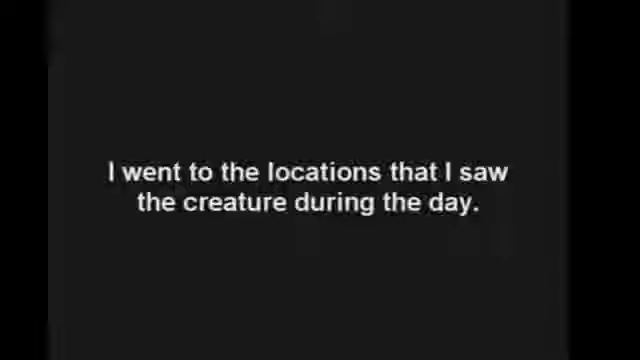 I went to the locations that I saw
the creature during the day.